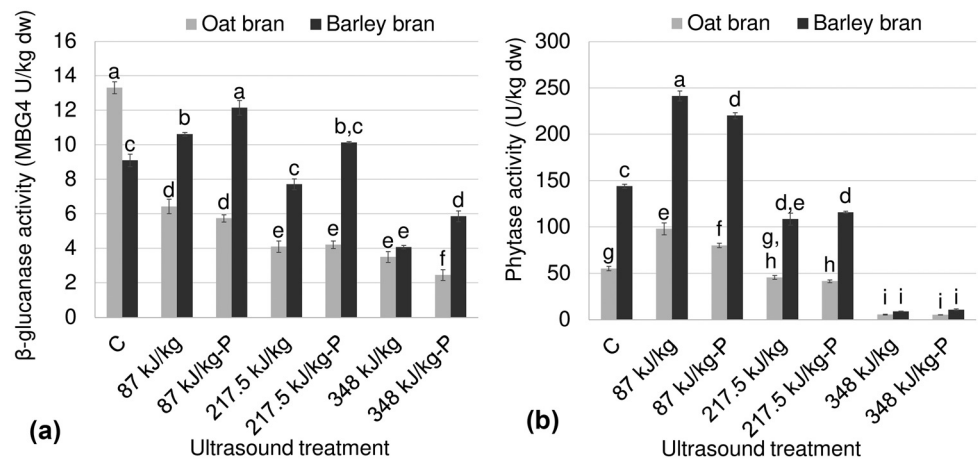 Oat bran Barley bran
β-glucanase activity (MBG4 U/kg dw)
16
14
12
10
8
6
4
2
0
a
c
d
b
d
a
e
c
e
b,c
e
e
f
d
C
87 kJ/kg
87 kJ/kg-P
217.5 kJ/kg
217.5 kJ/kg-P
348 kJ/kg
348 kJ/kg-P
Ultrasound treatment
(a)
Oat bran Barley bran
Phytase activity (U/kg dw)
300
250
200
150
100
50
0
g
c
e
a
f
d
g,
h
d,e
h
d
i
i
i
i
C
87 kJ/kg
87 kJ/kg-P
217.5 kJ/kg
217.5 kJ/kg-P
348 kJ/kg
348 kJ/kg-P
Ultrasound treatment
(b)